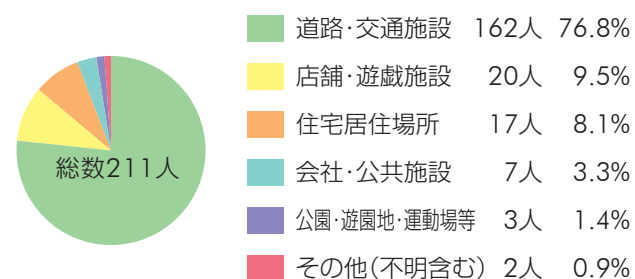 総数211人
道路・交通施設 162人 76.8%
店舗・遊戯施設 20人 9.5%
住宅居住場所 17人 8.1%
会社・公共施設 7人 3.3%
公園・遊園地・運動場等 3人 1.4%
その他（不明含む） 2人 0.9%